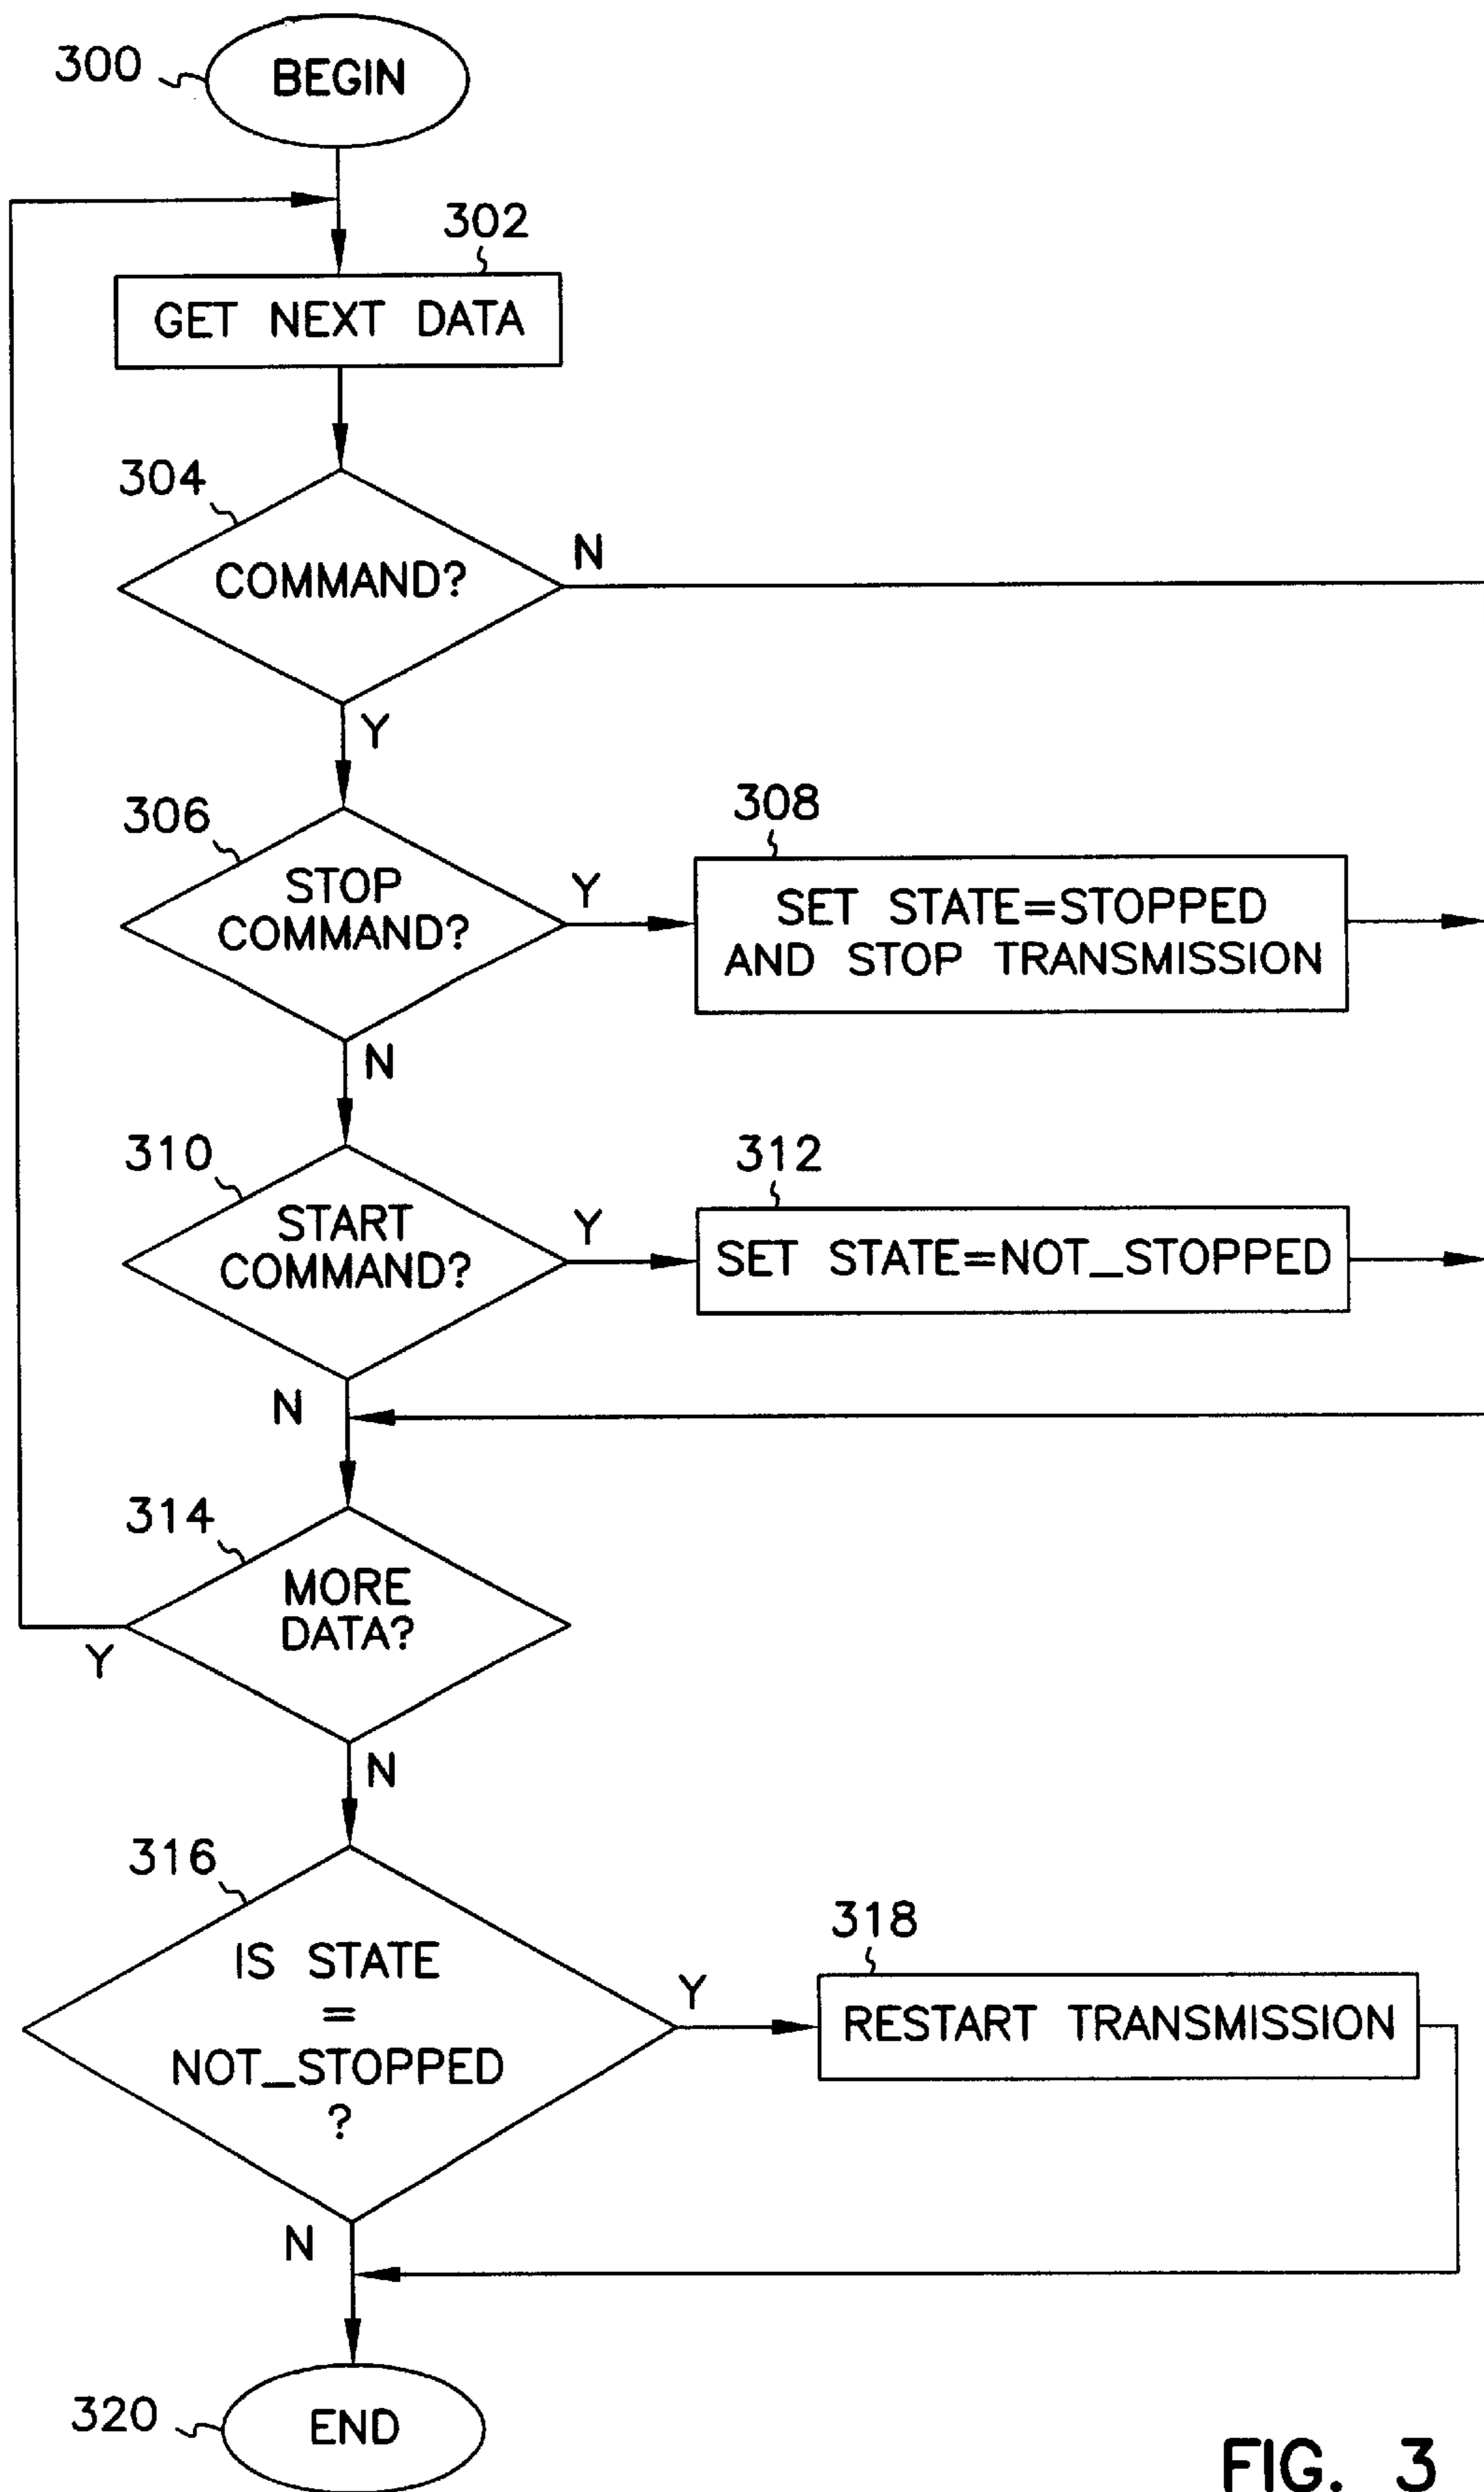 300
BEGIN
302
GET NEXT DATA
304
COMMAND?
N
Y
306
STOP
COMMAND?
Y
308
SET STATE=STOPPED
AND STOP TRANSMISSION
N
310
START
COMMAND?
Y
312
SET STATE=NOT_STOPPED
N
314
MORE
DATA?
Y
N
316
IS STATE
=
NOT_STOPPED
?
Y
318
RESTART TRANSMISSION
N
320
END
FIG. 3